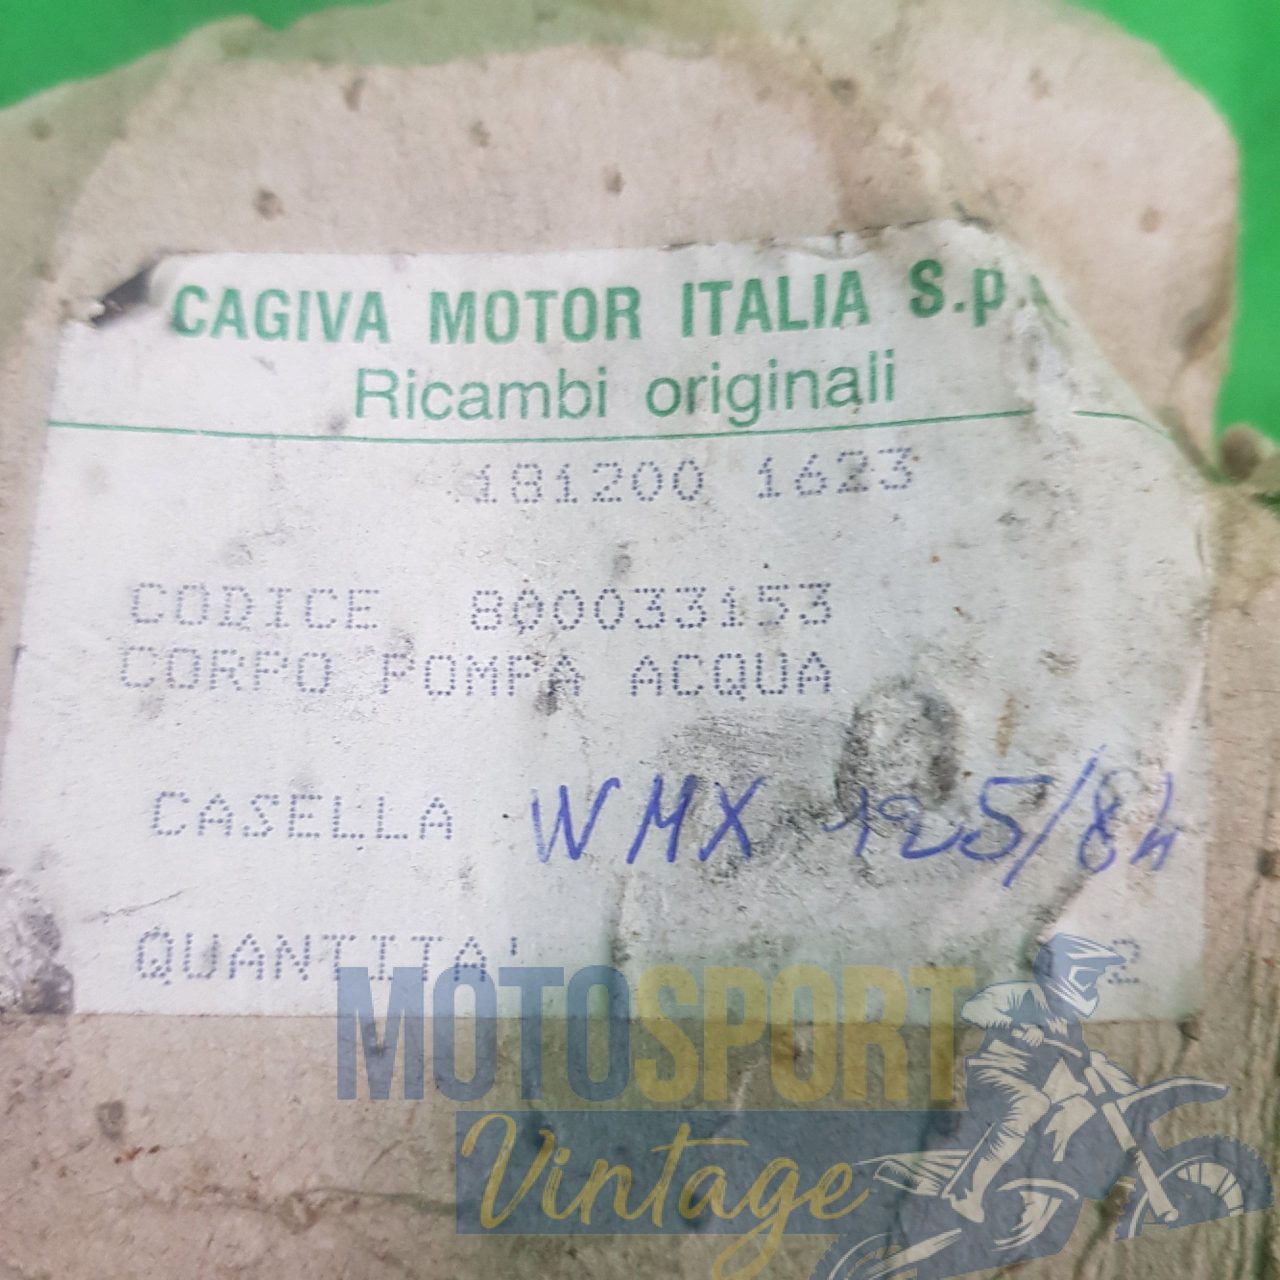 CAGIVA MOTOR ITALIA S.p.A
Ricambi originali
181200 1623
CODICE 800033153
CORPO POMPA ACQUA
CASELLA WMX 125/84
QUANTITA' 2
MOTOSPORT
Vintage